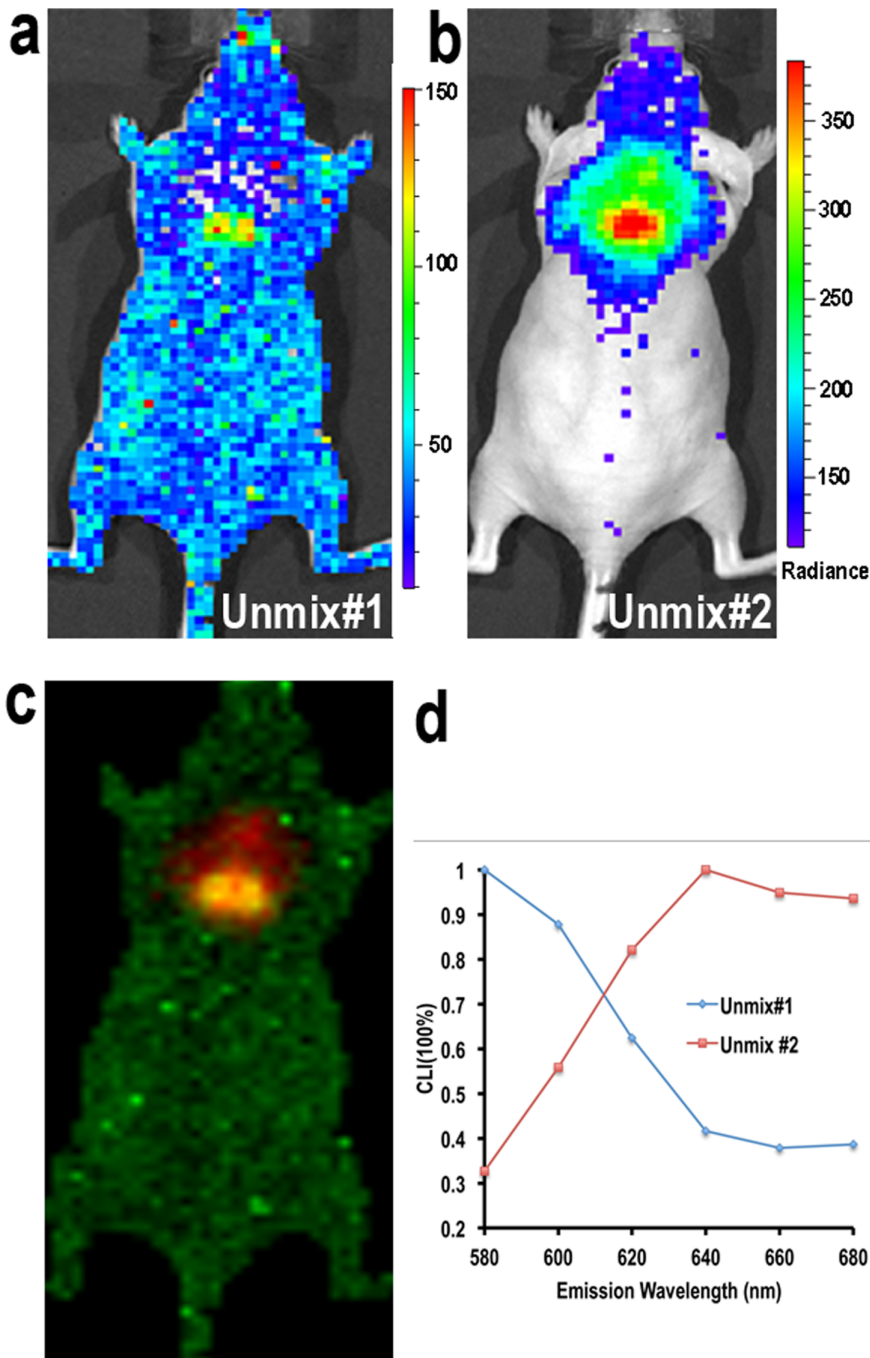 a
150
100
50
Unmix#1
b
350
300
250
200
150
Radiance
Unmix#2
c
d
1
0.9
0.8
0.7
0.6
0.5
0.4
0.3
0.2
CLI(100%)
Unmix#1
Unmix #2
580 600 620 640 660 680
Emission Wavelength (nm)